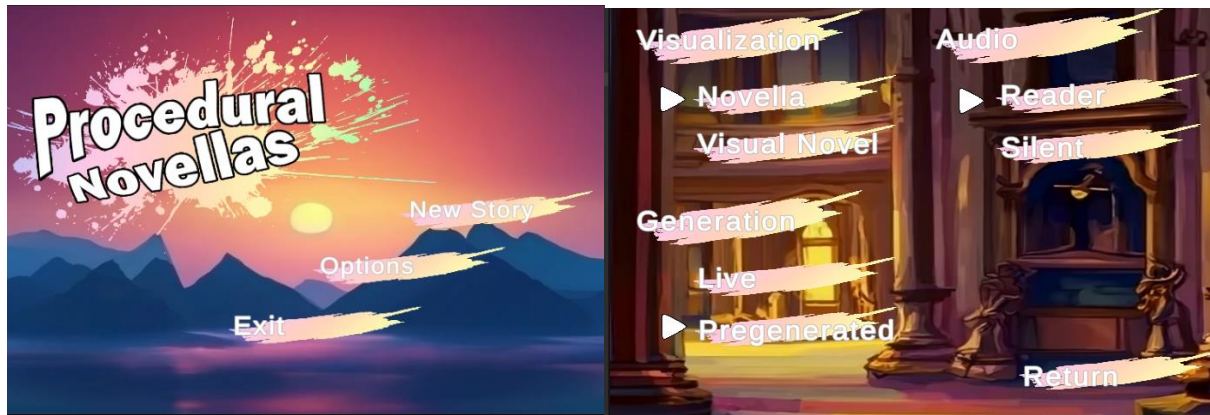 Procedural
Novellas
New Story
Options
Exit
Visualization
Novella
Visual Novel
Generation
Live
Pregenerated
Audio
Reader
Silent
Return